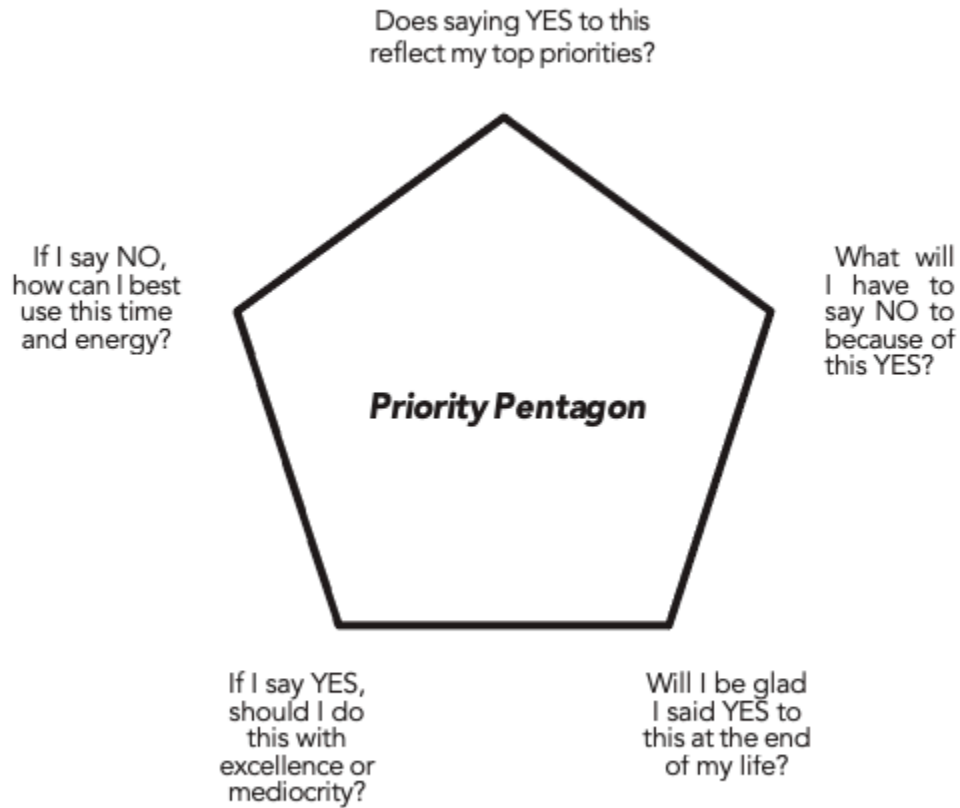 Does saying YES to this
reflect my top priorities?
If I say NO,
how can I best
use this time
and energy?
What will
I have to
say NO to
because of
this YES?
Priority Pentagon
If I say YES,
should I do
this with
excellence or
mediocrity?
Will I be glad
I said YES to
this at the end
of my life?